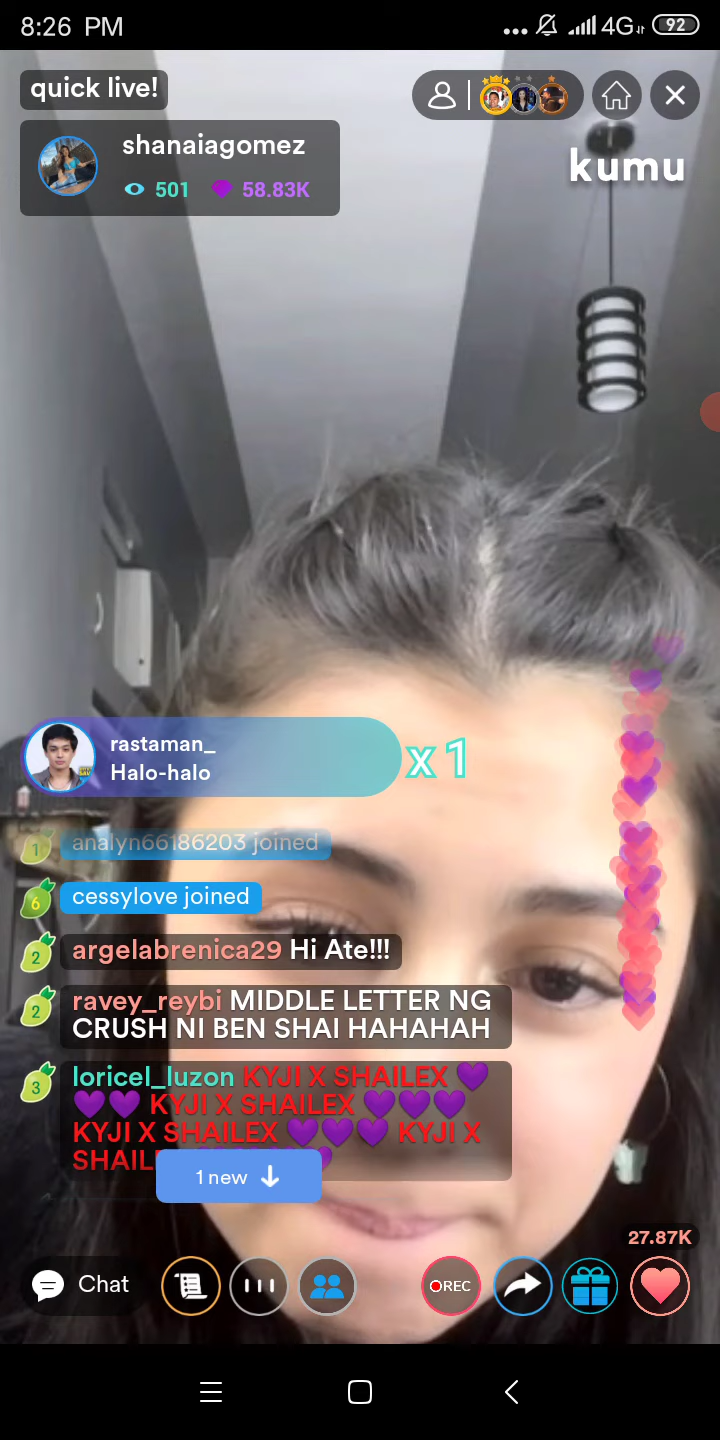 8:26 PM
4G
92
quick live!
shanaiagomez
501 58.83K
kumu
rastaman_
Halo-halo
x 1
1 analyn66186203 joined
6 cessylove joined
2 argelabrenica29 Hi Ate!!!
2 ravey_reybi MIDDLE LETTER NG
CRUSH NI BEN SHAI HAHAHAH
3 loricel_luzon KYJI X SHAILEX 💜
💜💜 KYJI X SHAILEX 💜💜💜
KYJI X SHAILEX 💜💜💜 KYJI X
1 new
27.87K
Chat
REC